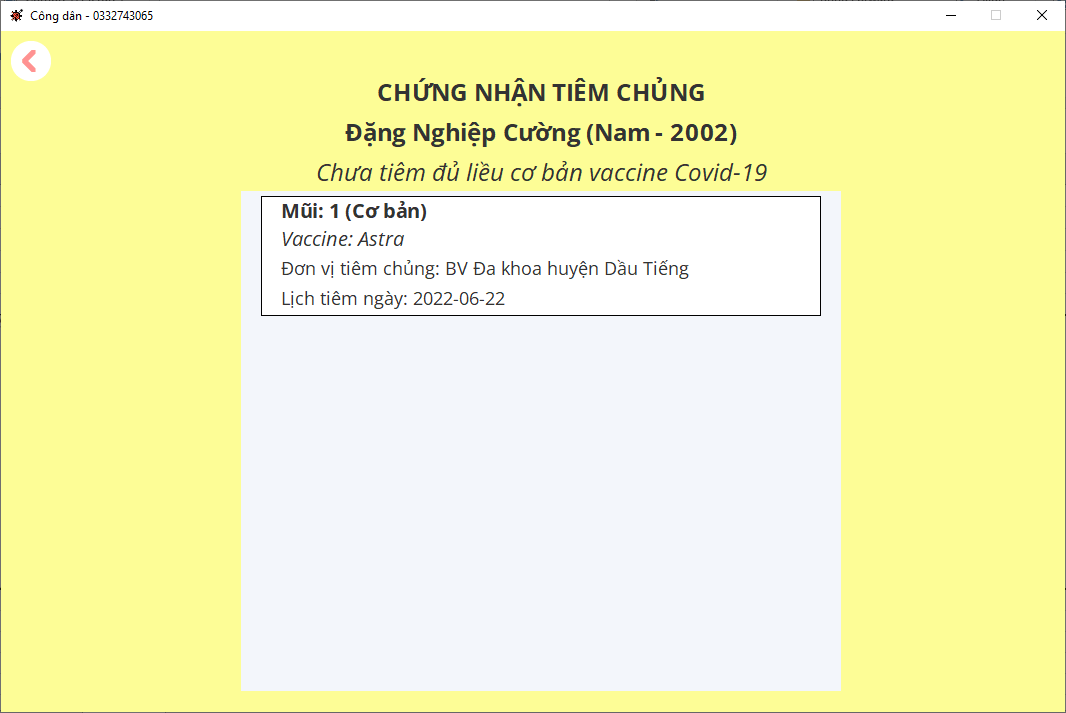 Công dân - 0332743065
CHỨNG NHẬN TIÊM CHỦNG
Đặng Nghiệp Cường (Nam - 2002)
Chưa tiêm đủ liều cơ bản vaccine Covid-19
Mũi: 1 (Cơ bản)
Vaccine: Astra
Đơn vị tiêm chủng: BV Đa khoa huyện Dầu Tiếng
Lịch tiêm ngày: 2022-06-22